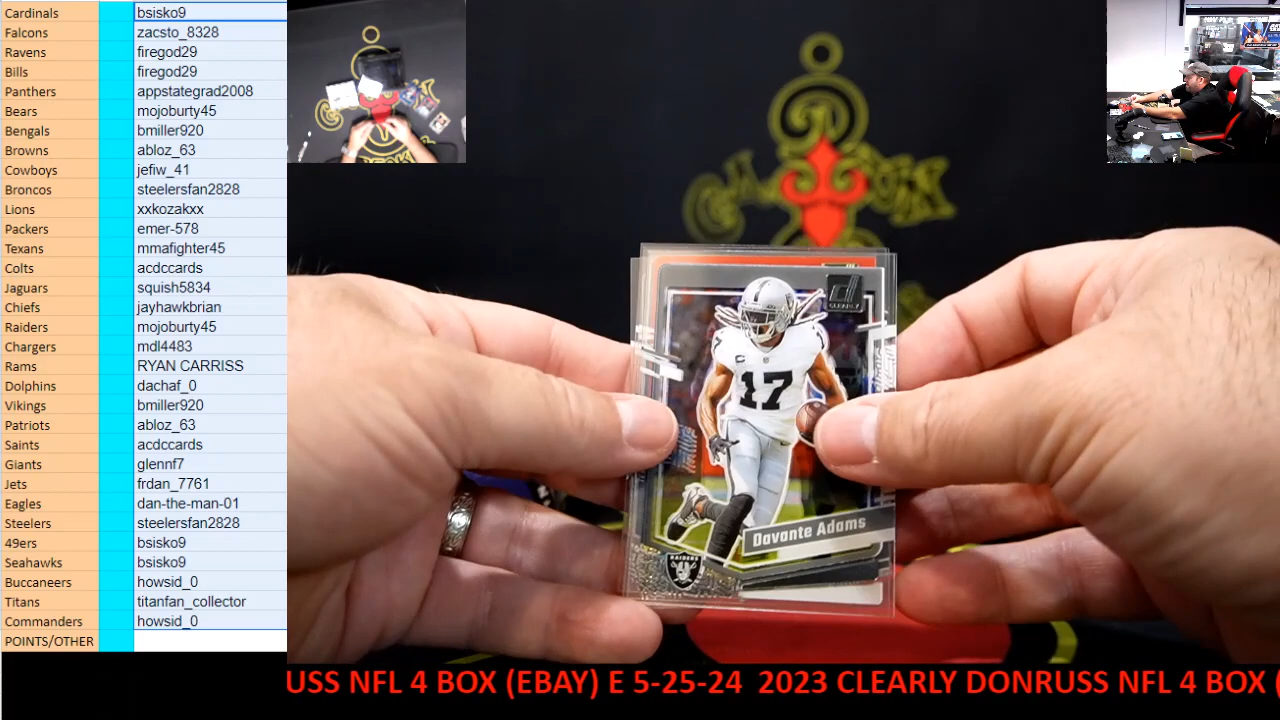 Cardinals bsisko9
Falcons zacsto_8328
Ravens firegod29
Bills firegod29
Panthers appstategrad2008
Bears mojoburty45
Bengals bmiller920
Browns abloz_63
Cowboys jefiw_41
Broncos steelersfan2828
Lions xxkozakxx
Packers emer-578
Texans mmafighter45
Colts acdccards
Jaguars squish5834
Chiefs jayhawkbrian
Raiders mojoburty45
Chargers mdl4483
Rams RYAN CARRISS
Dolphins dachaf_0
Vikings bmiller920
Patriots abloz_63
Saints acdccards
Giants glennf7
Jets frdan_7761
Eagles dan-the-man-01
Steelers steelersfan2828
49ers bsisko9
Seahawks bsisko9
Buccaneers howsid_0
Titans titanfan_collector
Commanders howsid_0
POINTS/OTHER
CLEARLY
17
Davante Adams
RAIDERS
USS NFL 4 BOX (EBAY) E 5-25-24 2023 CLEARLY DONRUSS NFL 4 BOX (